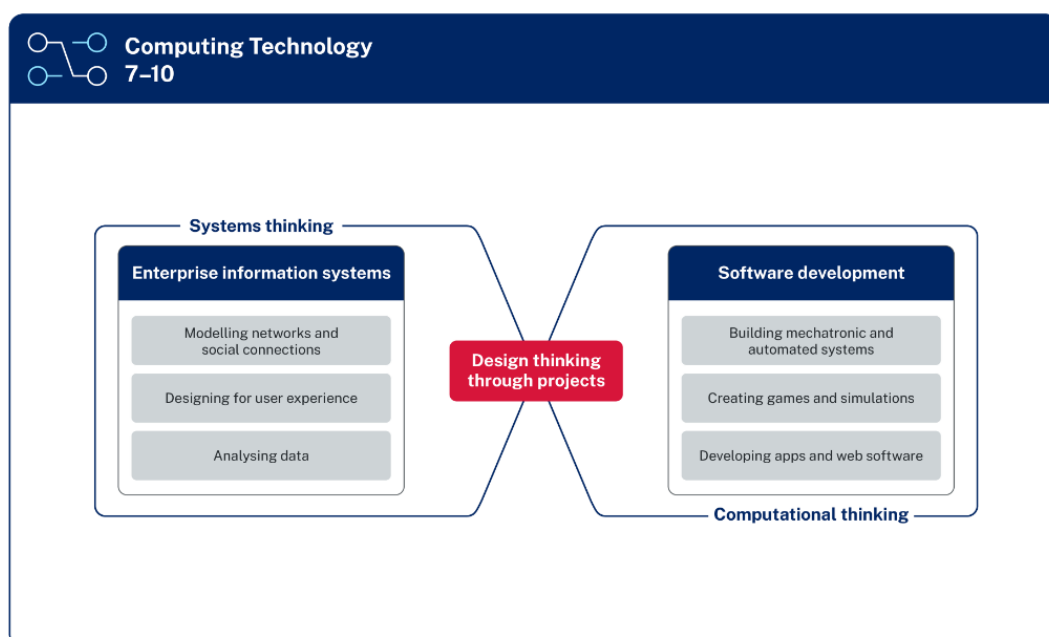 Computing Technology
7–10
Systems thinking
Enterprise information systems
Modelling networks and
social connections
Designing for user experience
Analysing data
Design thinking
through projects
Software development
Building mechatronic and
automated systems
Creating games and simulations
Developing apps and web software
Computational thinking